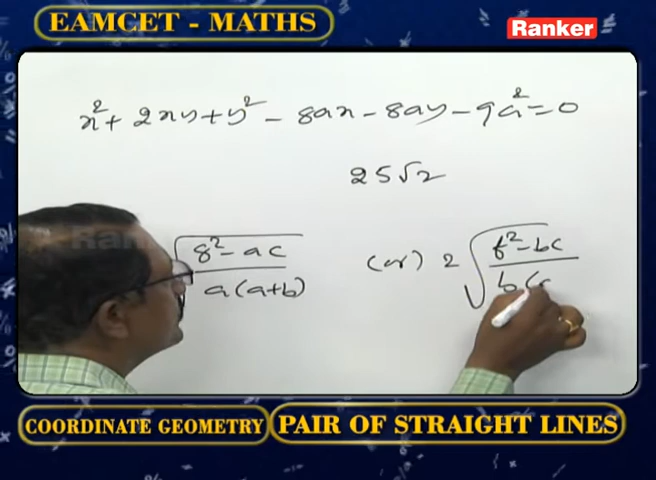 EAMCET - MATHS
Ranker
x² + 2xy + y² - 8ax - 8ay - 9a² = 0
25√2
√(g² - ac / a(a+b)) (or) 2 √(f² - bc / b(
COORDINATE GEOMETRY PAIR OF STRAIGHT LINES